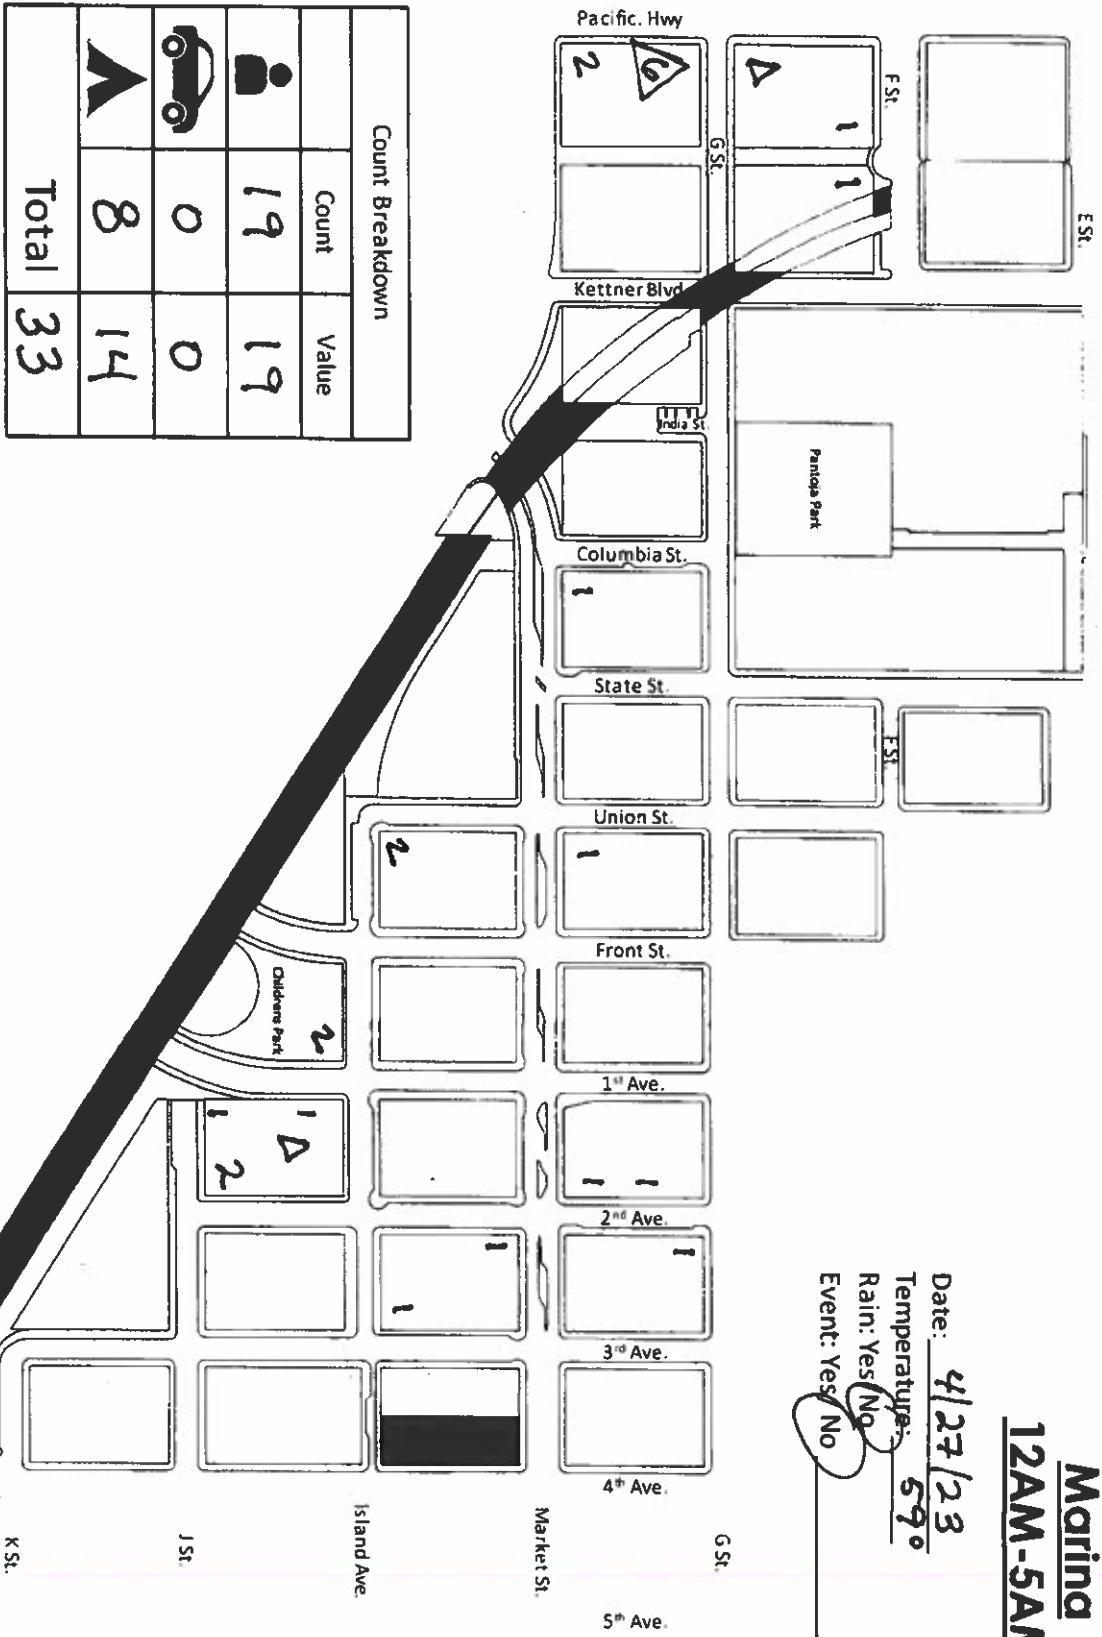 Marina
12AM-5AM
Date: 4/27/23
Temperature: 59°
Rain: Yes/No
Event: Yes/No
Pacific. Hwy
Kettner Blvd
India St.
Columbia St.
State St.
Union St.
Front St.
1st Ave.
2nd Ave.
3rd Ave.
4th Ave.
5th Ave.
E St.
F St.
F St.
G St.
G St.
Market St.
Island Ave.
J St.
K St.
Pantoja Park
Childrens Park
1
1
6
2
1
1
2
2
1
1
2
1
1
1
1
1
Count Breakdown
Count Value
19 19
0 0
8 14
Total 33